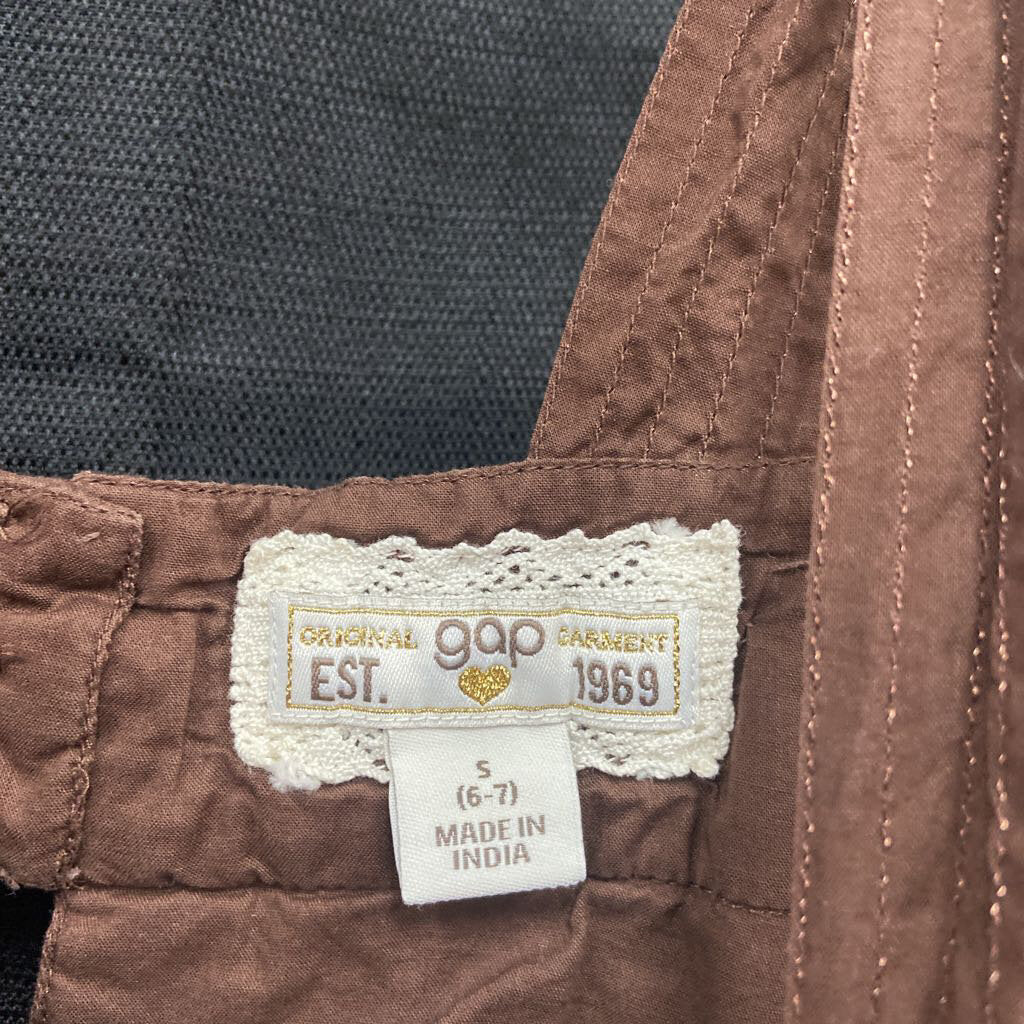 ORIGINAL gap GARMENT
EST. 1969
S
(6-7)
MADE IN
INDIA